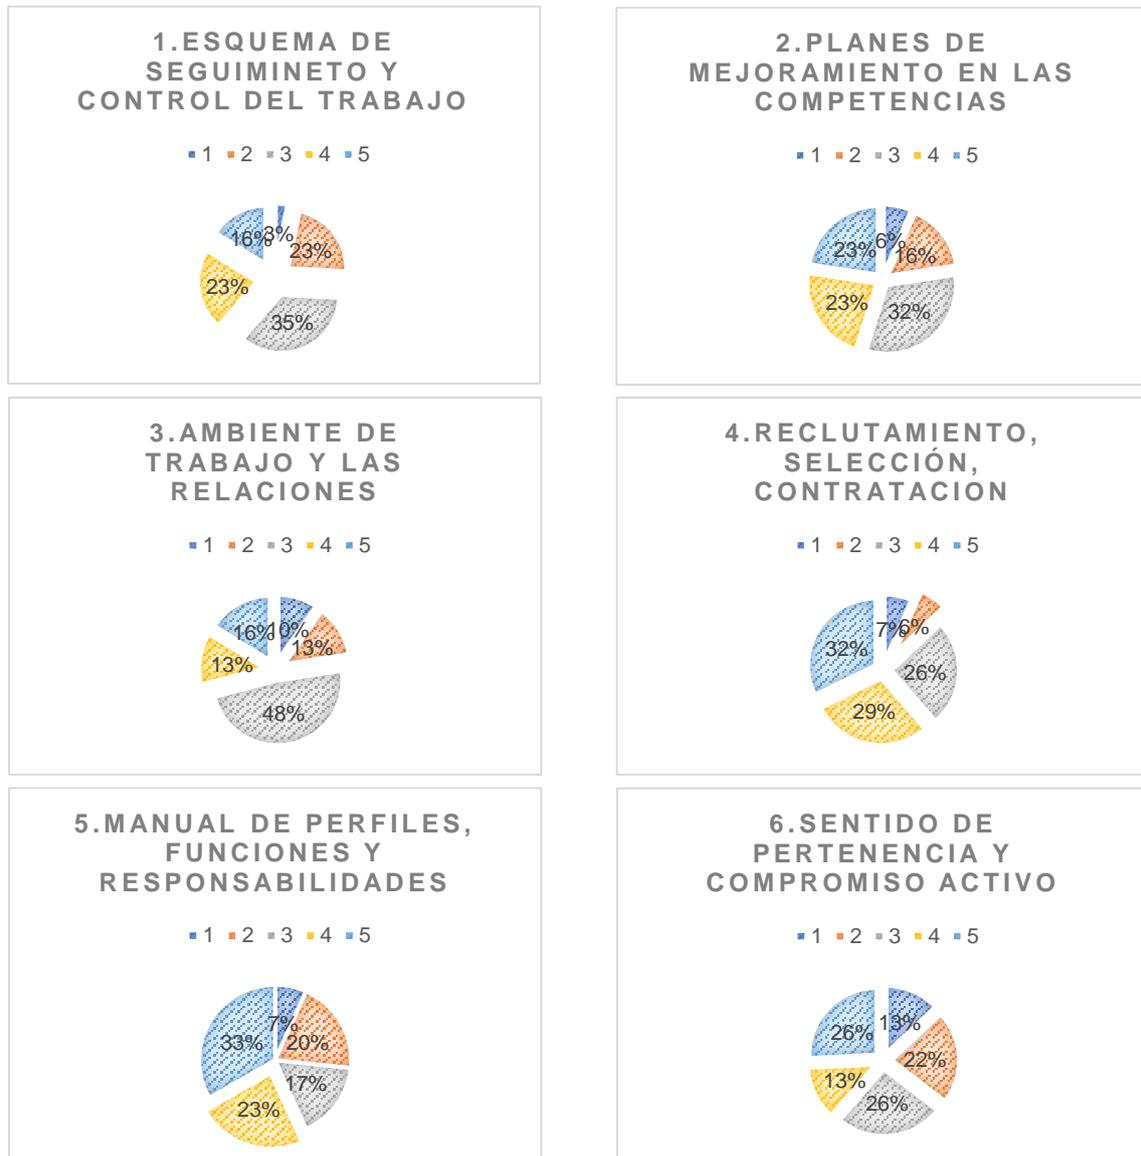 1.ESQUEMA DE
SEGUIMINETO Y
CONTROL DEL TRABAJO
1 2 3 4 5
3%
23%
35%
23%
16%
2.PLANES DE
MEJORAMIENTO EN LAS
COMPETENCIAS
1 2 3 4 5
6%
16%
32%
23%
23%
3.AMBIENTE DE
TRABAJO Y LAS
RELACIONES
1 2 3 4 5
10%
13%
48%
13%
16%
4.RECLUTAMIENTO,
SELECCIÓN,
CONTRATACION
1 2 3 4 5
7%
6%
26%
29%
32%
5.MANUAL DE PERFILES,
FUNCIONES Y
RESPONSABILIDADES
1 2 3 4 5
7%
20%
17%
23%
33%
6.SENTIDO DE
PERTENENCIA Y
COMPROMISO ACTIVO
1 2 3 4 5
13%
22%
26%
13%
26%